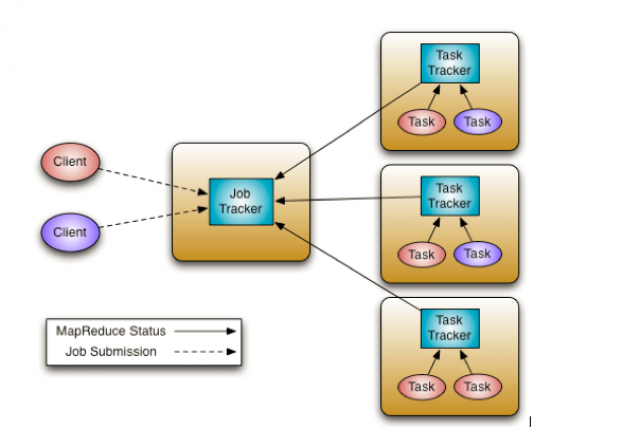 Client
Client
Job
Tracker
Task
Tracker
Task Task
Task
Tracker
Task Task
Task
Tracker
Task Task
MapReduce Status
Job Submission